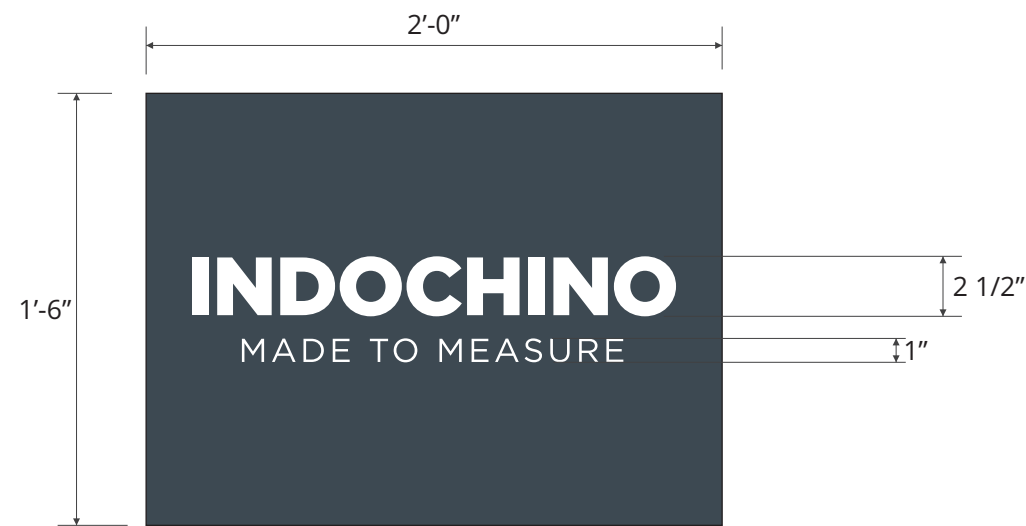 2’-0”
INDOCHINO
2 1/2”
1’-6”
MADE TO MEASURE
1”